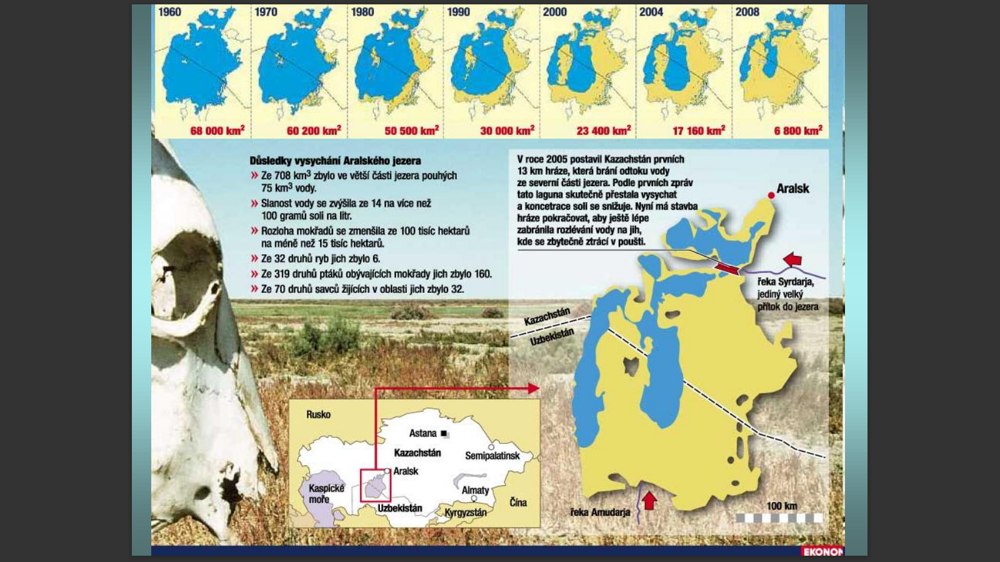 1960
1970
1980
1990
2000
2004
2008
68 000 km²
60 200 km²
50 500 km²
30 000 km²
23 400 km²
17 160 km²
6 800 km²
Důsledky vysychání Aralského jezera
» Ze 708 km³ zbylo ve větší části jezera pouhých
75 km³ vody.
» Slanost vody se zvýšila ze 14 na více než
100 gramů soli na litr.
» Rozloha mokřadů se zmenšila ze 100 tisíc hektarů
na méně než 15 tisíc hektarů.
» Ze 32 druhů ryb jich zbylo 6.
» Ze 319 druhů ptáků obývajících mokřady jich zbylo 160.
» Ze 70 druhů savců žijících v oblasti jich zbylo 32.
V roce 2005 postavil Kazachstán prvních
13 km hráze, která brání odtoku vody
ze severní části jezera. Podle prvních zpráv
tato laguna skutečně přestala vysychat
a koncetrace soli se snižuje. Nyní má stavba
hráze pokračovat, aby ještě lépe
zabránila rozlévání vody na jih,
kde se zbytečně ztrácí v poušti.
Aralsk
řeka Syrdarja,
jediný velký
přítok do jezera
Kazachstán
Uzbekistán
řeka Amudarja
100 km
Rusko
Astana
Kazachstán
Semipalatinsk
Aralsk
Kaspické
moře
Almaty
Čína
Uzbekistán
Kyrgyzstán
EKONOM